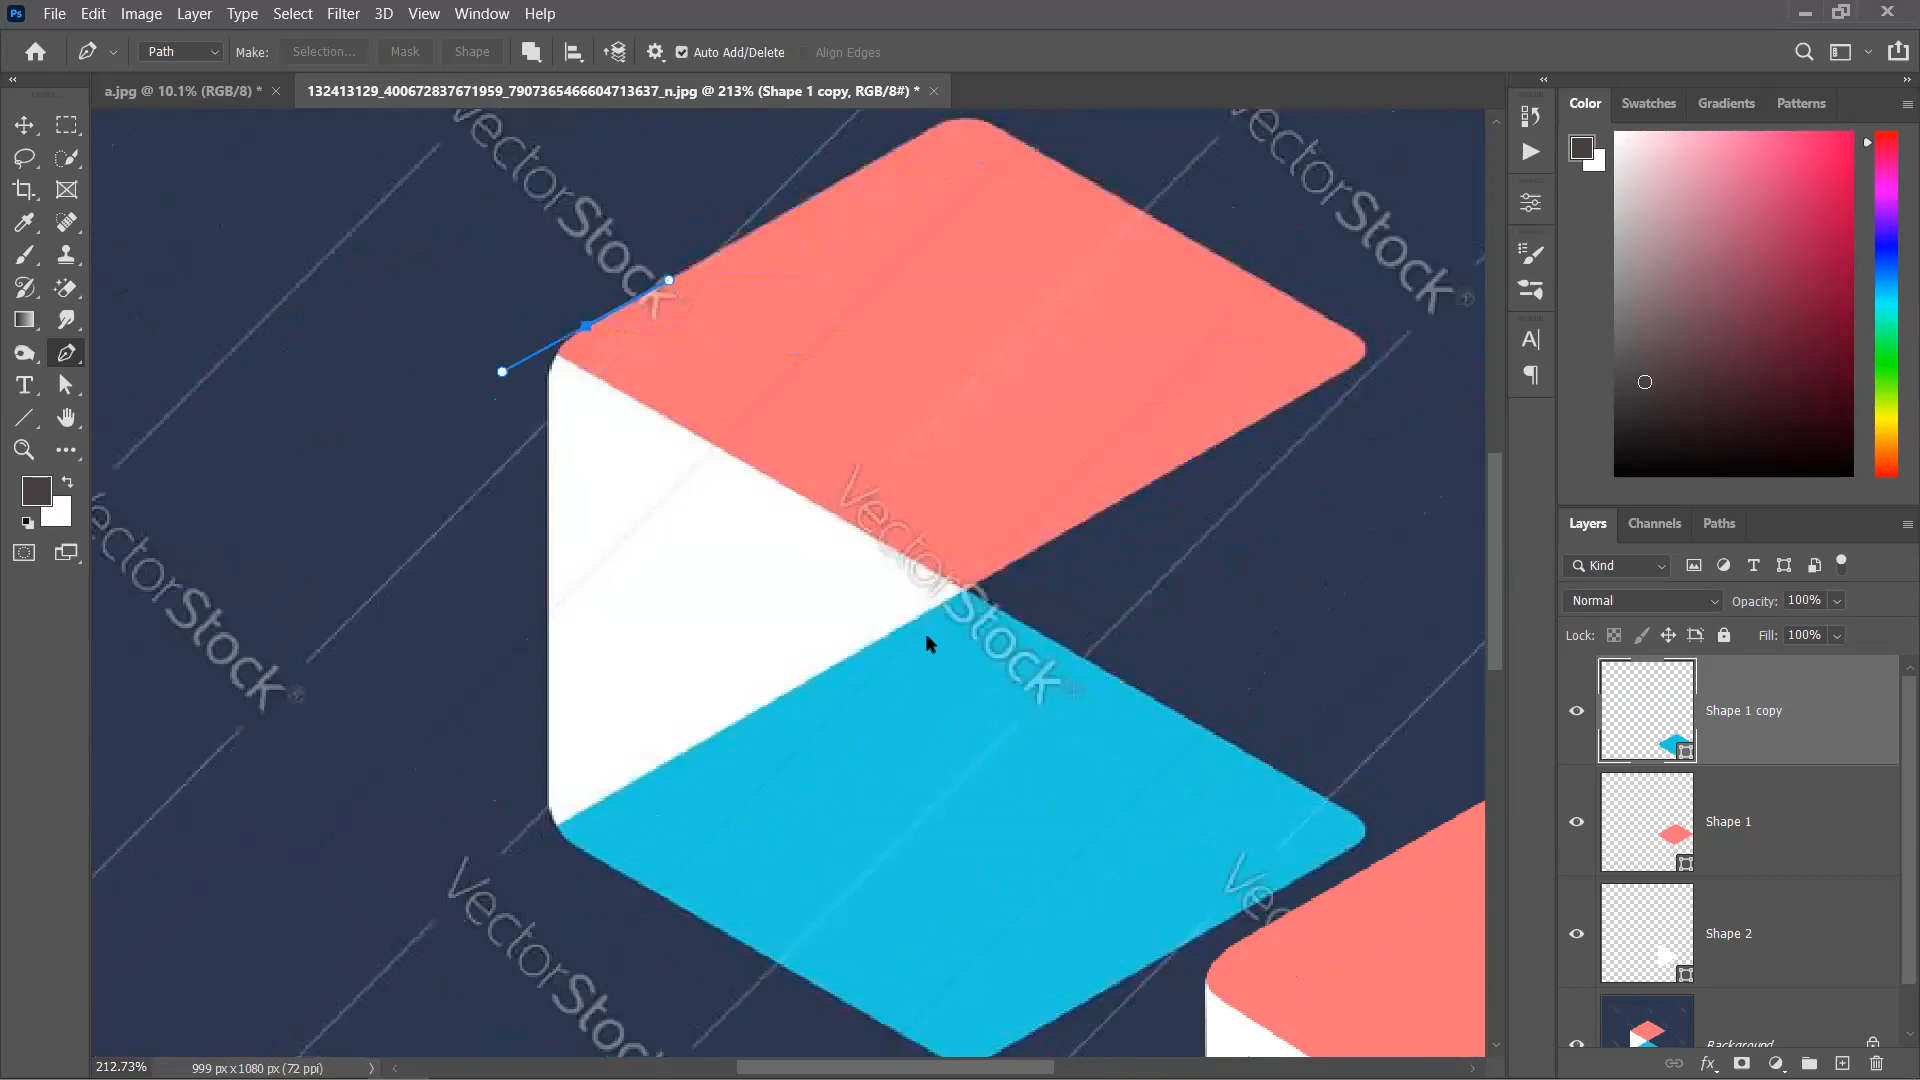 Ps File Edit Image Layer Type Select Filter 3D View Window Help
Path Make: Selection... Mask Shape Auto Add/Delete Align Edges
a.jpg @ 10.1% (RGB/8) * × 132413129_400672837671959_7907365466604713637_n.jpg @ 213% (Shape 1 copy, RGB/8#) * ×
Color Swatches Gradients Patterns
VectorStock
VectorStock®
VectorStock®
VectorStock®
VectorStock
Vec
Layers Channels Paths
Kind
Normal Opacity: 100%
Lock: Fill: 100%
Shape 1 copy
Shape 1
Shape 2
Background
212.73% 999 px x 1080 px (72 ppi)